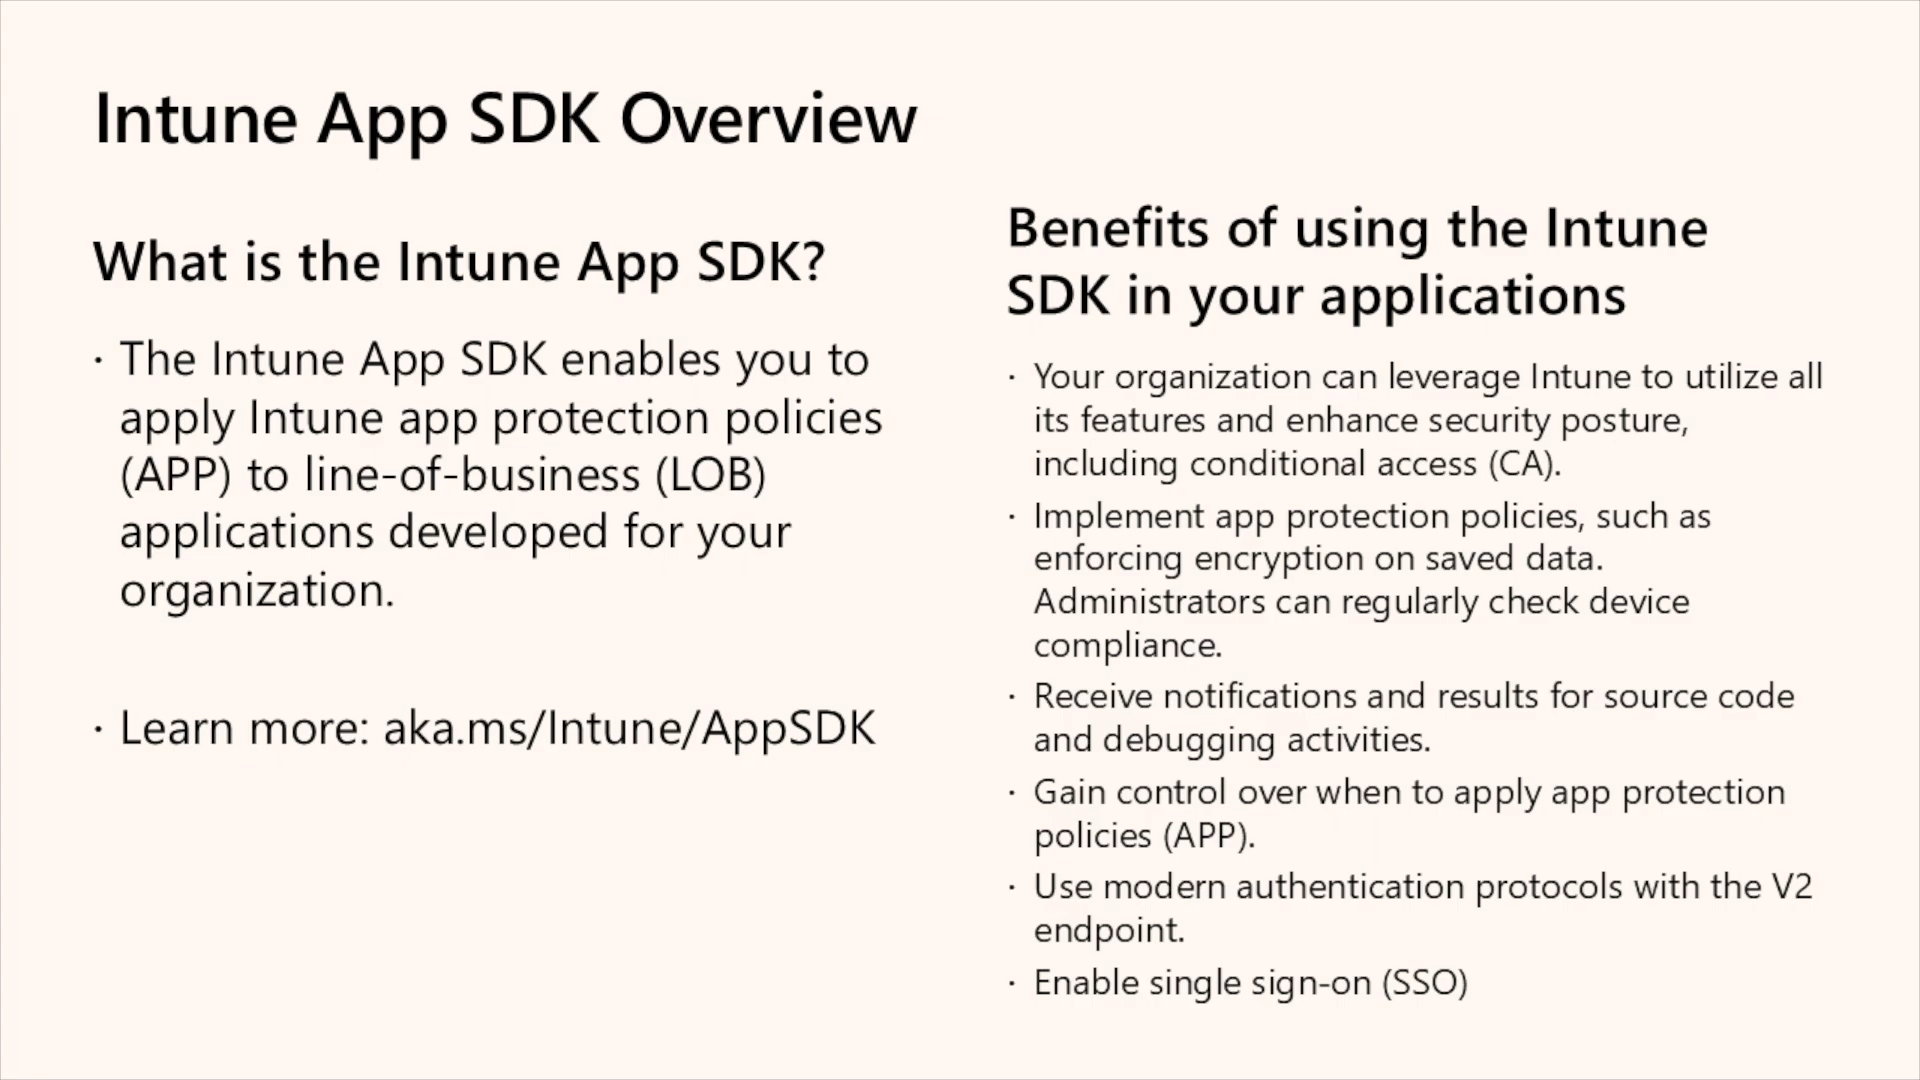 Intune App SDK Overview
What is the Intune App SDK?
· The Intune App SDK enables you to
apply Intune app protection policies
(APP) to line-of-business (LOB)
applications developed for your
organization.
· Learn more: aka.ms/Intune/AppSDK
Benefits of using the Intune
SDK in your applications
· Your organization can leverage Intune to utilize all
its features and enhance security posture,
including conditional access (CA).
· Implement app protection policies, such as
enforcing encryption on saved data.
Administrators can regularly check device
compliance.
· Receive notifications and results for source code
and debugging activities.
· Gain control over when to apply app protection
policies (APP).
· Use modern authentication protocols with the V2
endpoint.
· Enable single sign-on (SSO)